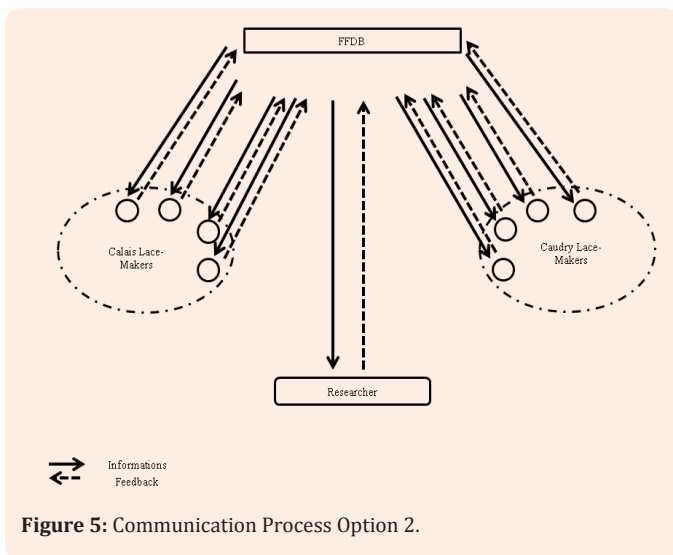 FFDB
Calais Lace-
Makers
Caudry Lace-
Makers
Researcher
Informations
Feedback
Figure 5: Communication Process Option 2.